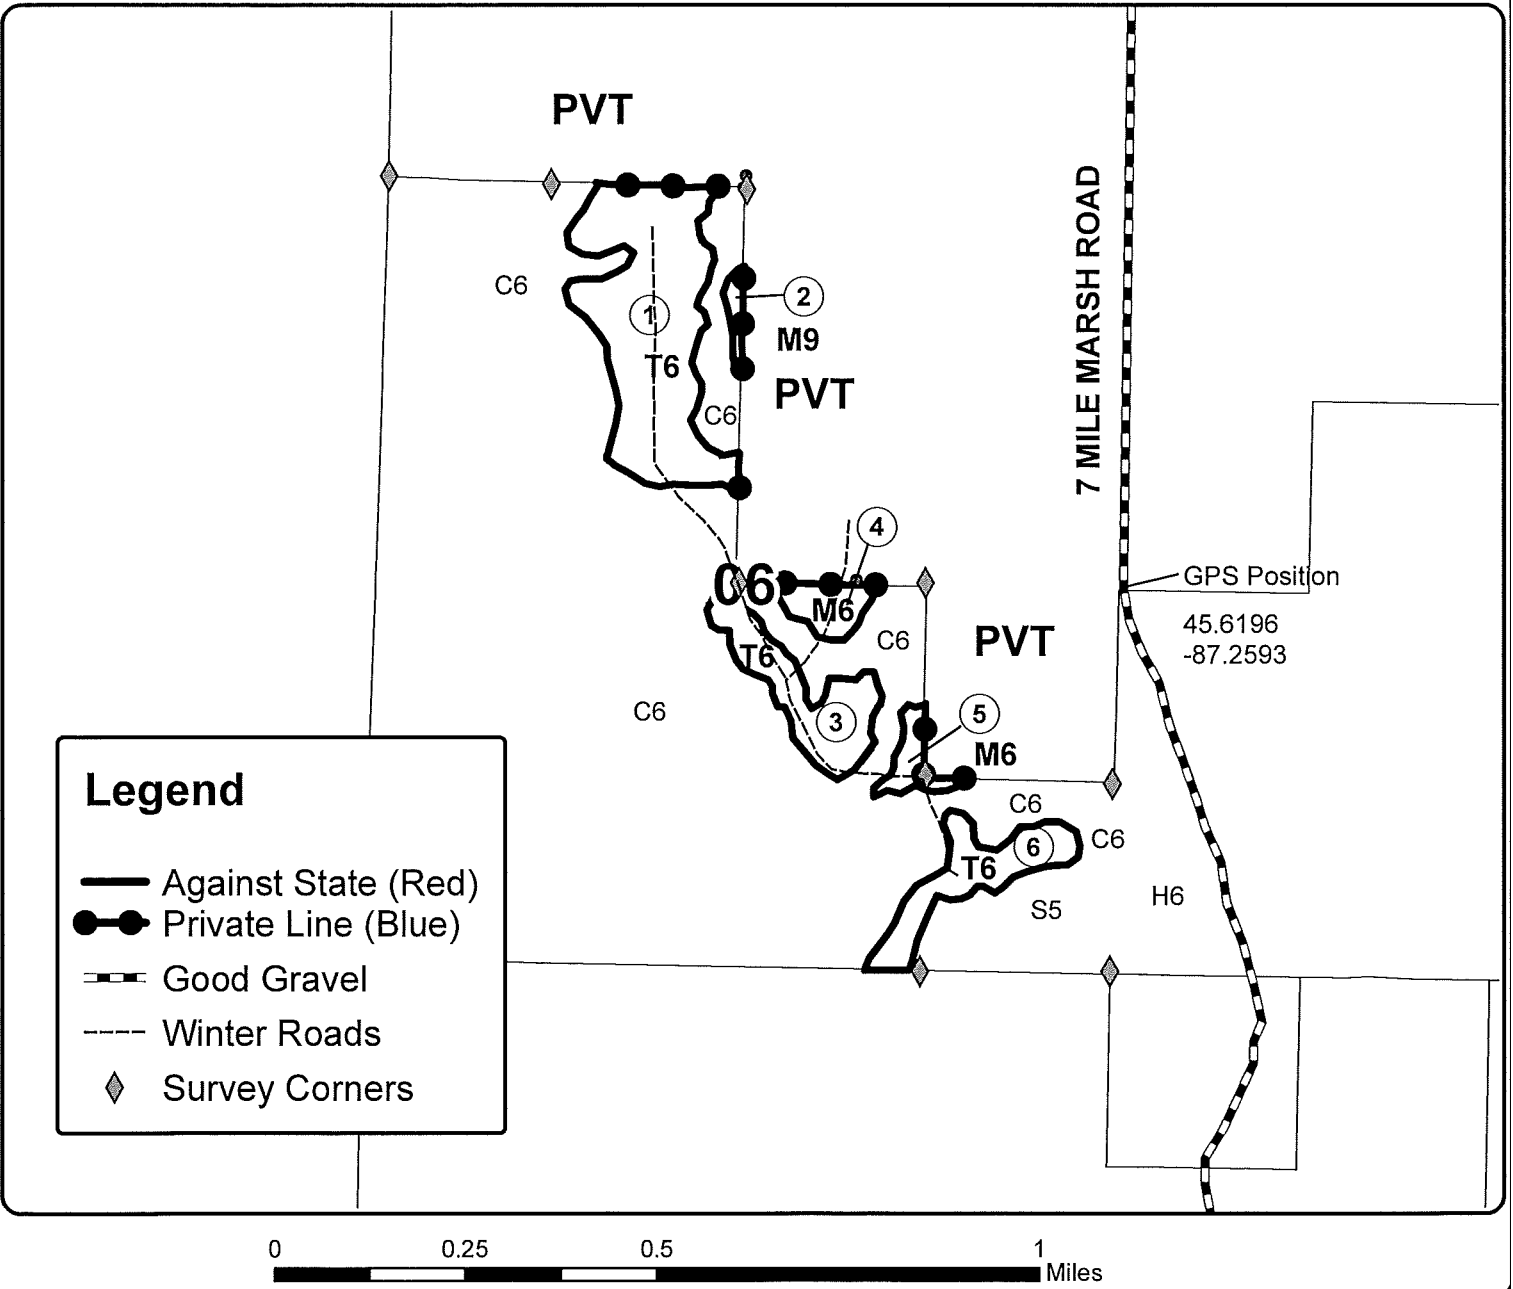 PVT
7 MILE MARSH ROAD
C6
1
2
M9
T6
PVT
C6
4
GPS Position
06
M6
45.6196
-87.2593
C6
PVT
T6
C6
3
5
M6
C6
C6
6
T6
H6
S5
Legend
Against State (Red)
Private Line (Blue)
Good Gravel
Winter Roads
Survey Corners
0 0.25 0.5 1
Miles